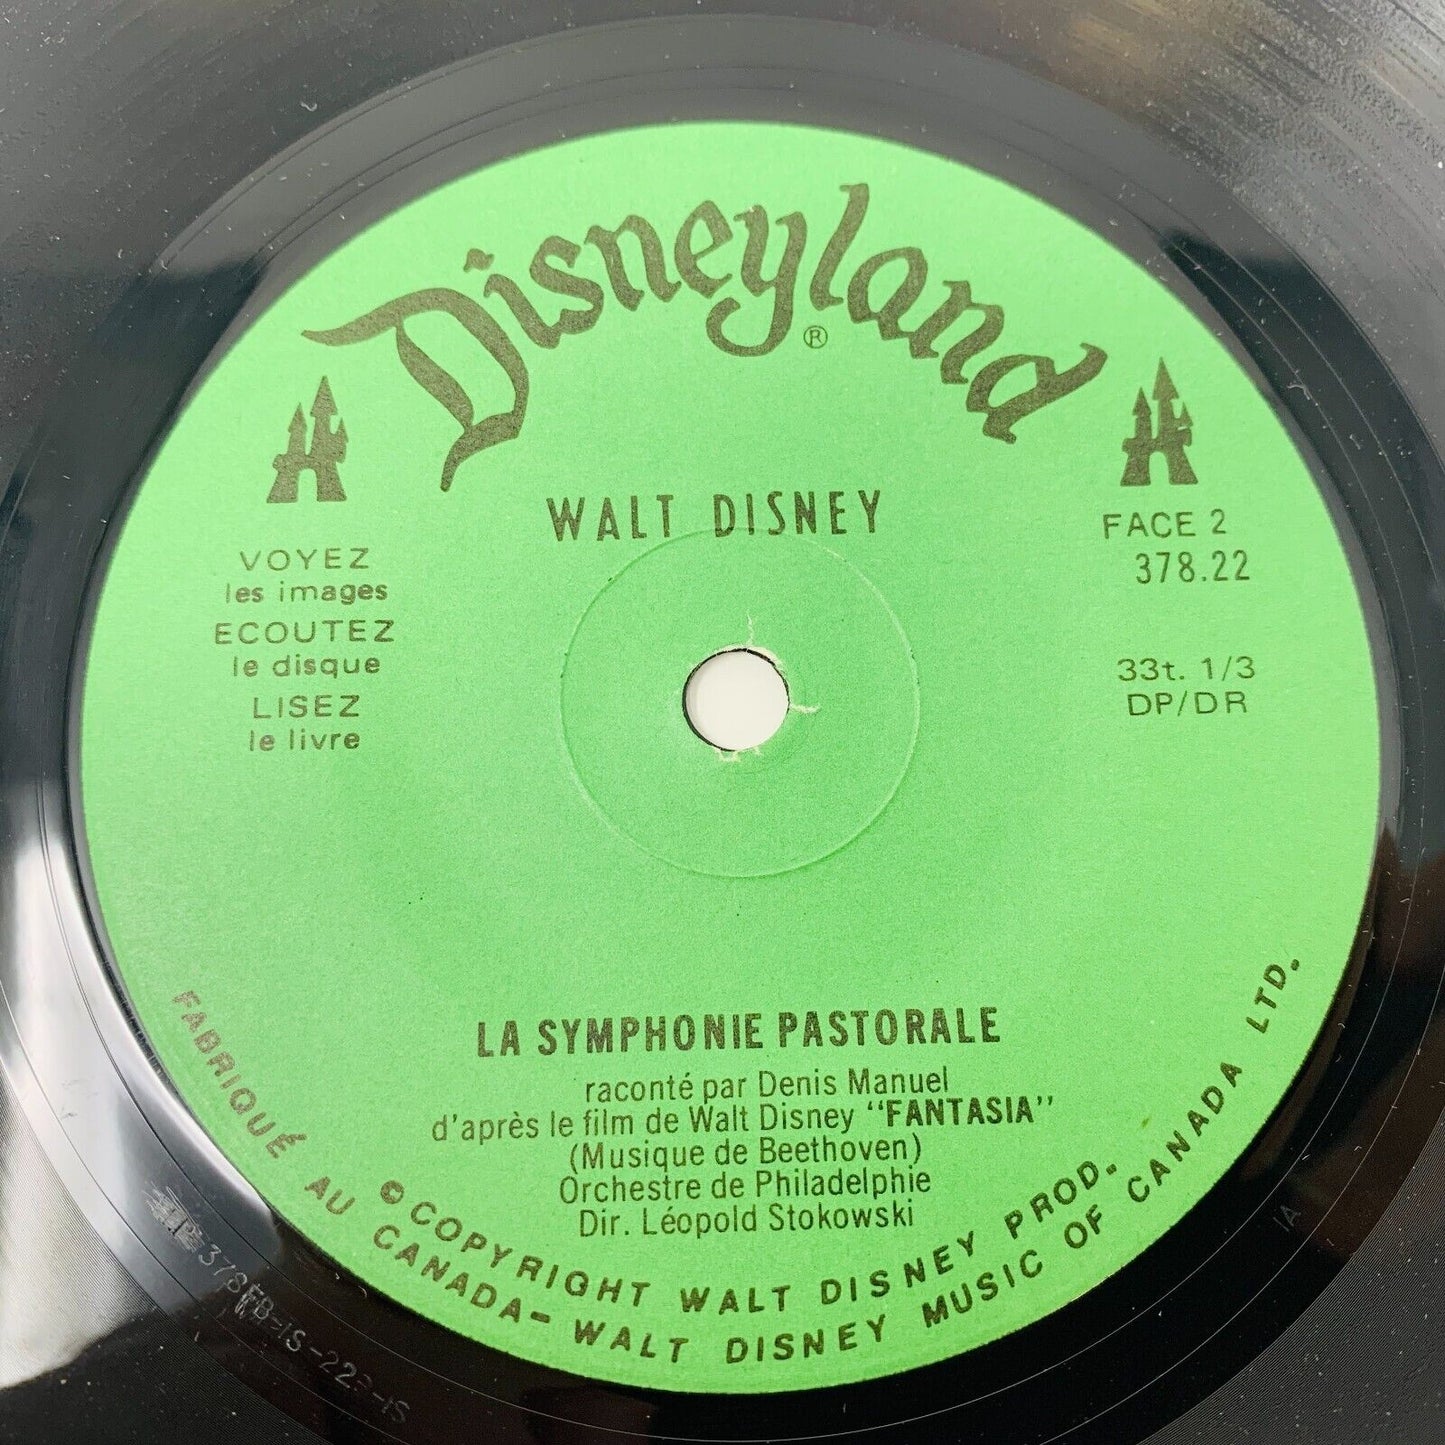 Disneyland®
WALT DISNEY
VOYEZ
les images
ECOUTEZ
le disque
LISEZ
le livre
FACE 2
378.22
33t. 1/3
DP/DR
LA SYMPHONIE PASTORALE
raconté par Denis Manuel
d'après le film de Walt Disney "FANTASIA"
(Musique de Beethoven)
Orchestre de Philadelphie
Dir. Léopold Stokowski
©COPYRIGHT WALT DISNEY PROD.
FABRIQUÉ AU CANADA-WALT DISNEY MUSIC OF CANADA LTD.
1A